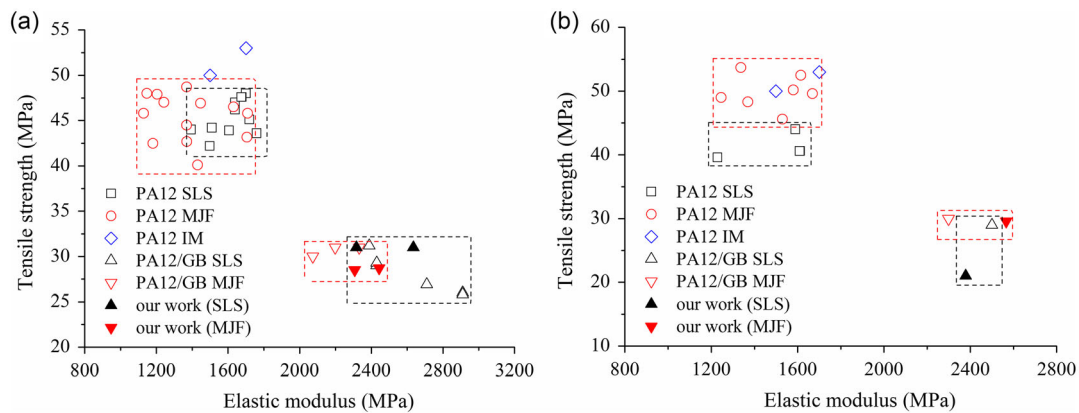 (a)
Tensile strength (MPa)
55
50
45
40
35
30
25
20
PA12 SLS
PA12 MJF
PA12 IM
PA12/GB SLS
PA12/GB MJF
our work (SLS)
our work (MJF)
800 1200 1600 2000 2400 2800 3200
Elastic modulus (MPa)
(b)
Tensile strength (MPa)
60
50
40
30
20
10
PA12 SLS
PA12 MJF
PA12 IM
PA12/GB SLS
PA12/GB MJF
our work (SLS)
our work (MJF)
800 1200 1600 2000 2400 2800
Elastic modulus (MPa)